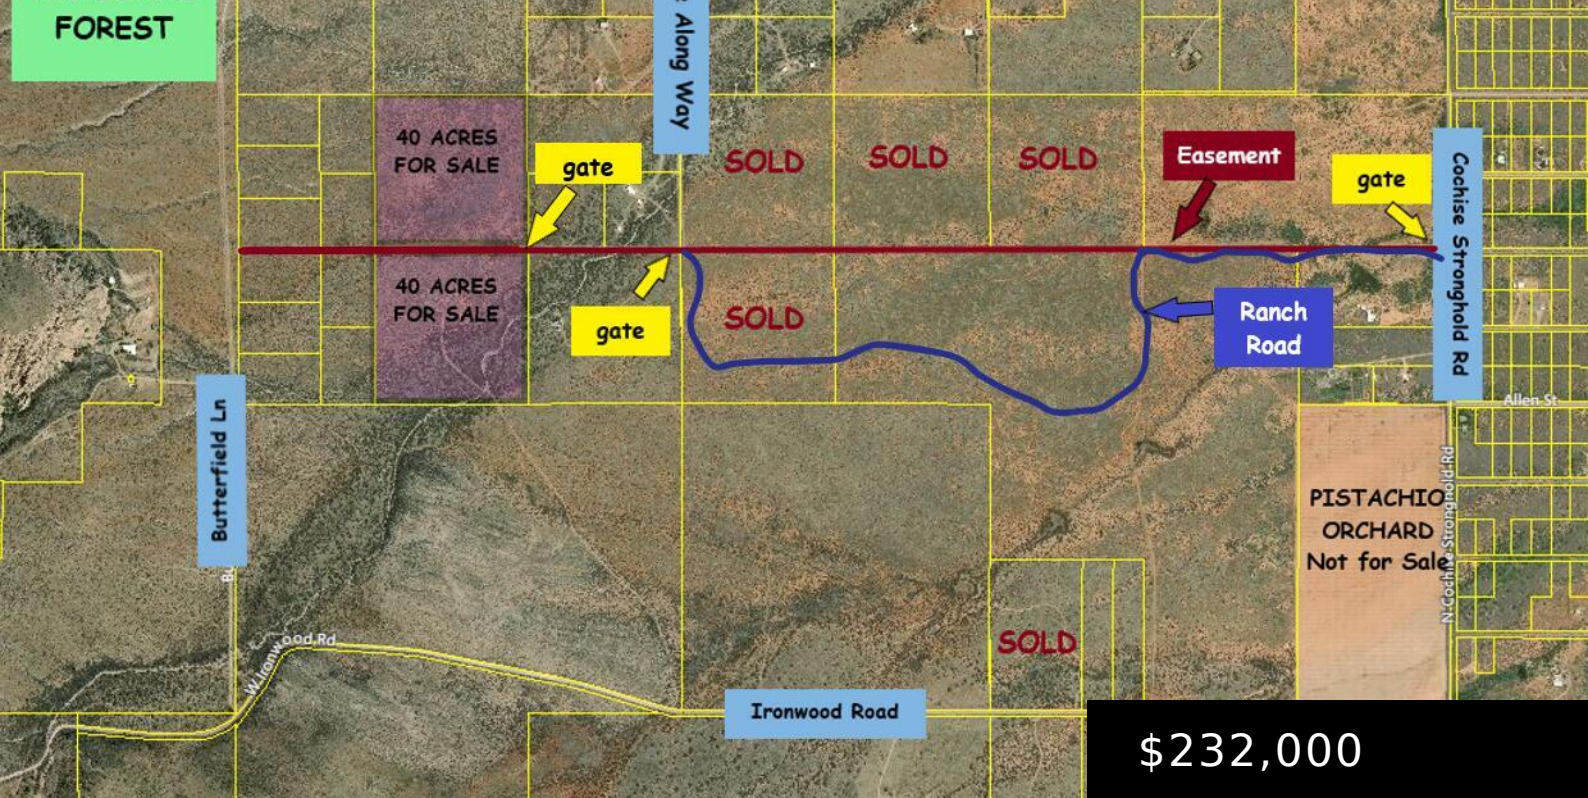 FOREST
Along Way
40 ACRES
FOR SALE
gate
SOLD
SOLD
SOLD
Easement
gate
Cochise Stronghold Rd
40 ACRES
FOR SALE
gate
SOLD
Ranch
Road
Butterfield Ln
Allen St
PISTACHIO
ORCHARD
Not for Sale
N Cochise Stronghold Rd
W Ironwood Rd
SOLD
Ironwood Road
$232,000